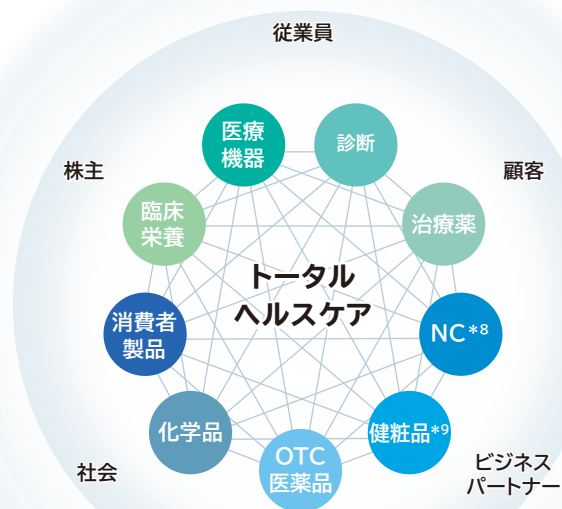 従業員
医療
機器
診断
株主
顧客
臨床
栄養
治療薬
トータル
ヘルスケア
消費者
製品
NC*8
化学品
健粧品*9
OTC
医薬品
社会
ビジネス
パートナー